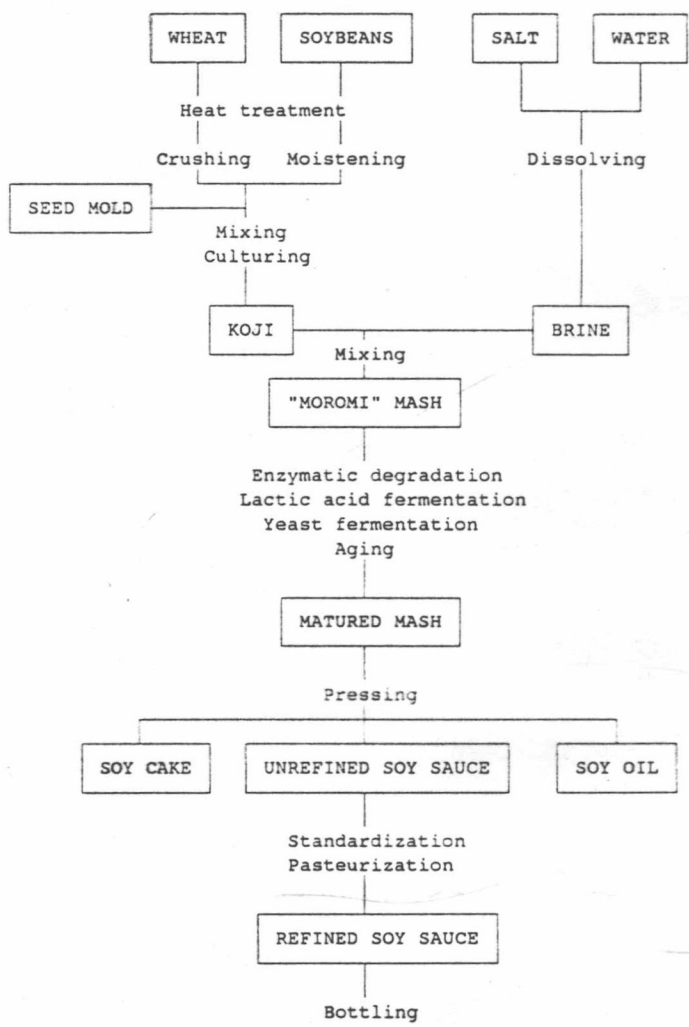 WHEAT SOYBEANS SALT WATER
Heat treatment
Crushing Moistening Dissolving
SEED MOLD
Mixing
Culturing
KOJI BRINE
Mixing
"MOROMI" MASH
Enzymatic degradation
Lactic acid fermentation
Yeast fermentation
Aging
MATURED MASH
Pressing
SOY CAKE UNREFINED SOY SAUCE SOY OIL
Standardization
Pasteurization
REFINED SOY SAUCE
Bottling